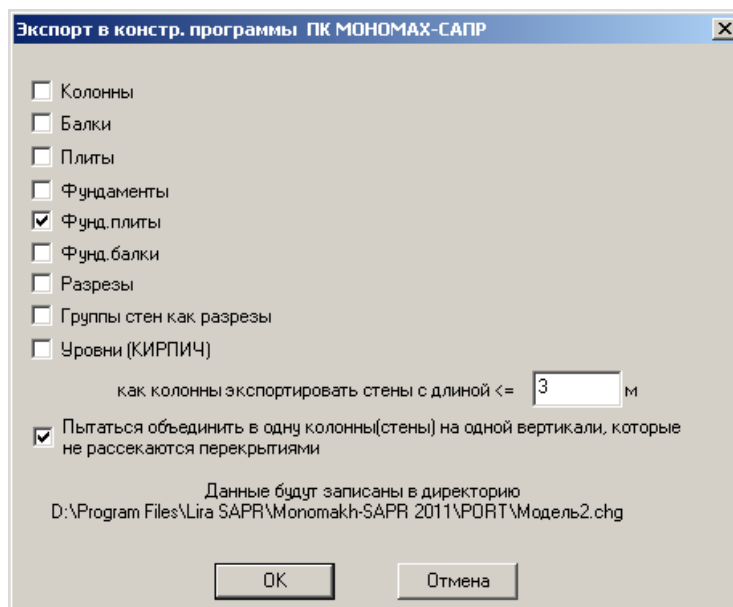 Экспорт в констр. программы ПК МОНОМАХ-САПР
Колонны
Балки
Плиты
Фундаменты
Фунд.плиты
Фунд.балки
Разрезы
Группы стен как разрезы
Уровни (КИРПИЧ)
как колонны экспортировать стены с длиной <= 3 м
Пытаться объединить в одну колонны(стены) на одной вертикали, которые
не рассекаются перекрытиями
Данные будут записаны в директорию
D:\Program Files\Lira SAPR\Monomakh-SAPR 2011\PORT\Модель2.chg
OK Отмена